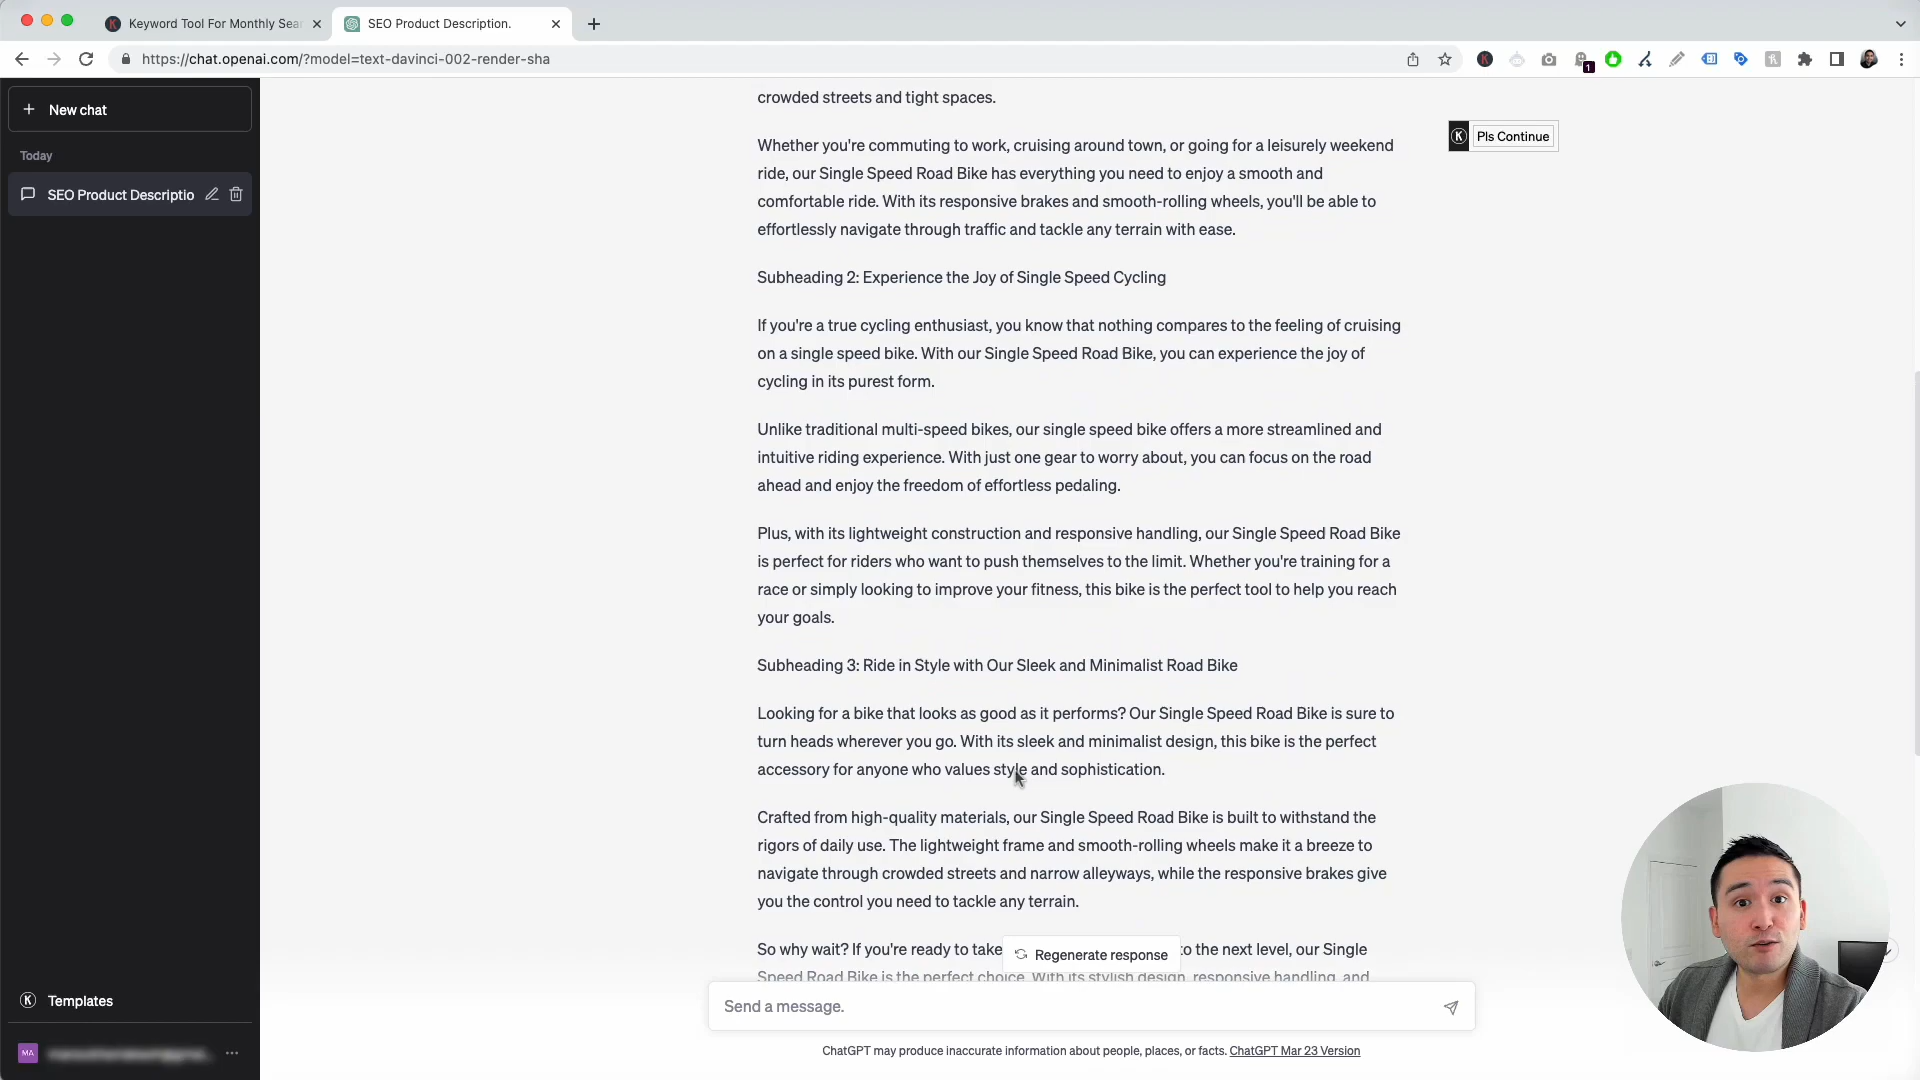 Keyword Tool For Monthly Sear
SEO Product Description.
https://chat.openai.com/?model=text-davinci-002-render-sha
1
New chat
Today
SEO Product Descriptio
Templates
MA
crowded streets and tight spaces.
Whether you're commuting to work, cruising around town, or going for a leisurely weekend
ride, our Single Speed Road Bike has everything you need to enjoy a smooth and
comfortable ride. With its responsive brakes and smooth-rolling wheels, you'll be able to
effortlessly navigate through traffic and tackle any terrain with ease.
Subheading 2: Experience the Joy of Single Speed Cycling
If you're a true cycling enthusiast, you know that nothing compares to the feeling of cruising
on a single speed bike. With our Single Speed Road Bike, you can experience the joy of
cycling in its purest form.
Unlike traditional multi-speed bikes, our single speed bike offers a more streamlined and
intuitive riding experience. With just one gear to worry about, you can focus on the road
ahead and enjoy the freedom of effortless pedaling.
Plus, with its lightweight construction and responsive handling, our Single Speed Road Bike
is perfect for riders who want to push themselves to the limit. Whether you're training for a
race or simply looking to improve your fitness, this bike is the perfect tool to help you reach
your goals.
Subheading 3: Ride in Style with Our Sleek and Minimalist Road Bike
Looking for a bike that looks as good as it performs? Our Single Speed Road Bike is sure to
turn heads wherever you go. With its sleek and minimalist design, this bike is the perfect
accessory for anyone who values style and sophistication.
Crafted from high-quality materials, our Single Speed Road Bike is built to withstand the
rigors of daily use. The lightweight frame and smooth-rolling wheels make it a breeze to
navigate through crowded streets and narrow alleyways, while the responsive brakes give
you the control you need to tackle any terrain.
So why wait? If you're ready to take to the next level, our Single
Speed Road Bike is the perfect choice. With its stylish design, responsive handling, and
K Pls Continue
Regenerate response
Send a message.
ChatGPT may produce inaccurate information about people, places, or facts. ChatGPT Mar 23 Version